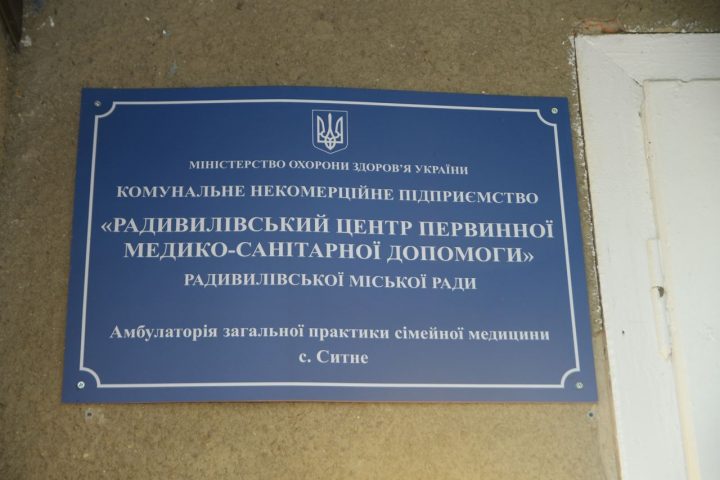 МІНІСТЕРСТВО ОХОРОНИ ЗДОРОВ'Я УКРАЇНИ
КОМУНАЛЬНЕ НЕКОМЕРЦІЙНЕ ПІДПРИЄМСТВО
«РАДИВИЛІВСЬКИЙ ЦЕНТР ПЕРВИННОЇ
МЕДИКО-САНІТАРНОЇ ДОПОМОГИ»
РАДИВИЛІВСЬКОЇ МІСЬКОЇ РАДИ
Амбулаторія загальної практики сімейної медицини
с. Ситне